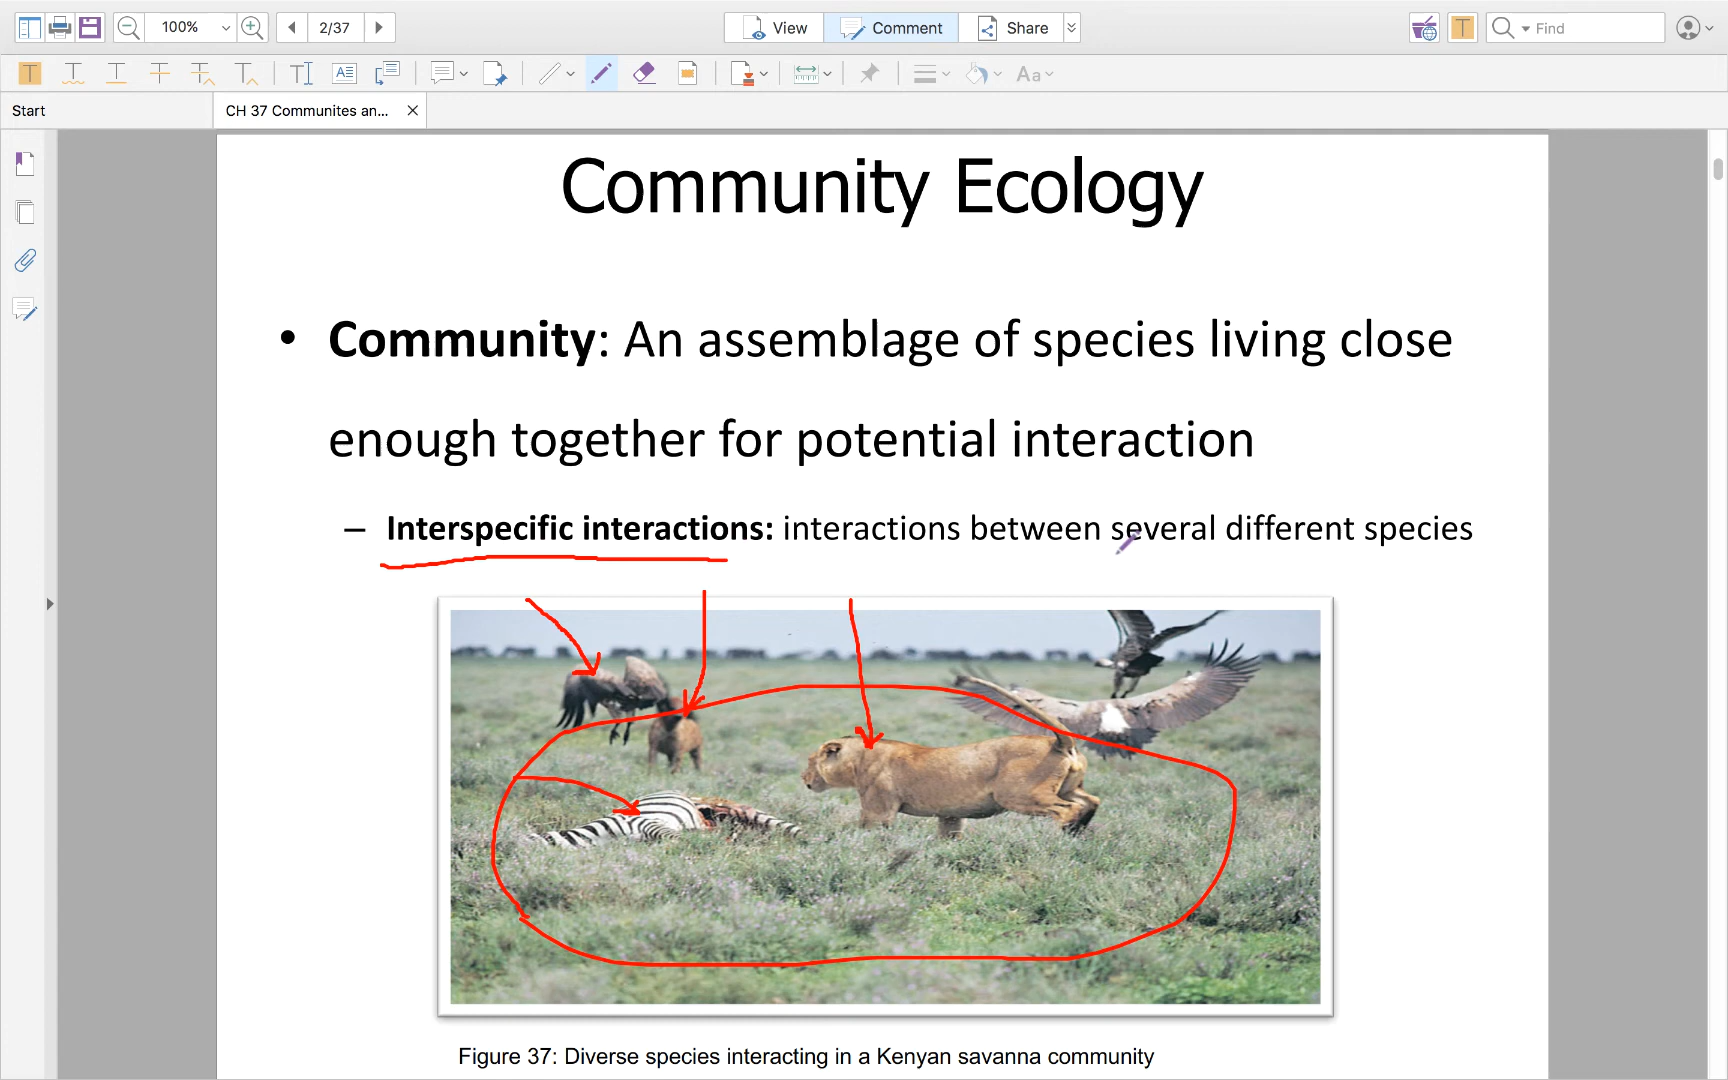 100%
2/37
View
Comment
Share
T
Find
T
T
T
T
T
T
T
A
Aa
Start
CH 37 Communites an...
Community Ecology
• Community: An assemblage of species living close
enough together for potential interaction
– Interspecific interactions: interactions between several different species
Figure 37: Diverse species interacting in a Kenyan savanna community